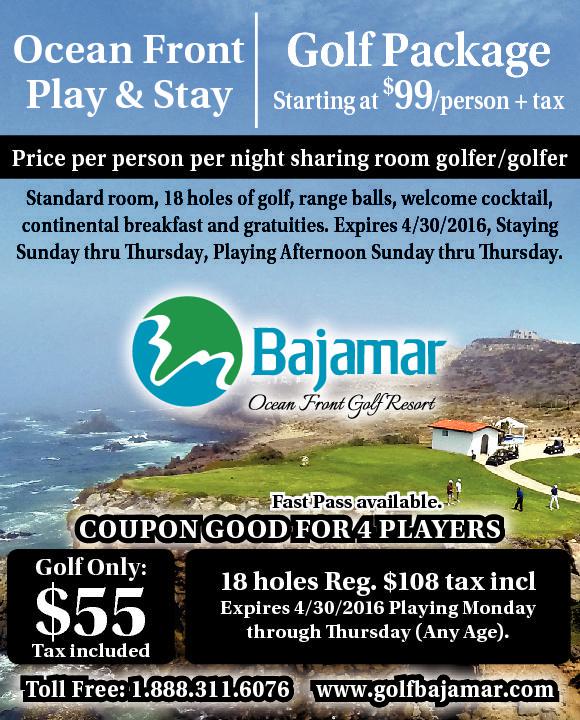 Ocean Front
Play & Stay
Golf Package
Starting at $99/person + tax
Price per person per night sharing room golfer/golfer
Standard room, 18 holes of golf, range balls, welcome cocktail,
continental breakfast and gratuities. Expires 4/30/2016, Staying
Sunday thru Thursday, Playing Afternoon Sunday thru Thursday.
Bajamar
Ocean Front Golf Resort
Fast Pass available.
COUPON GOOD FOR 4 PLAYERS
Golf Only:
$55
Tax included
18 holes Reg. $108 tax incl
Expires 4/30/2016 Playing Monday
through Thursday (Any Age).
Toll Free: 1.888.311.6076
www.golfbajamar.com